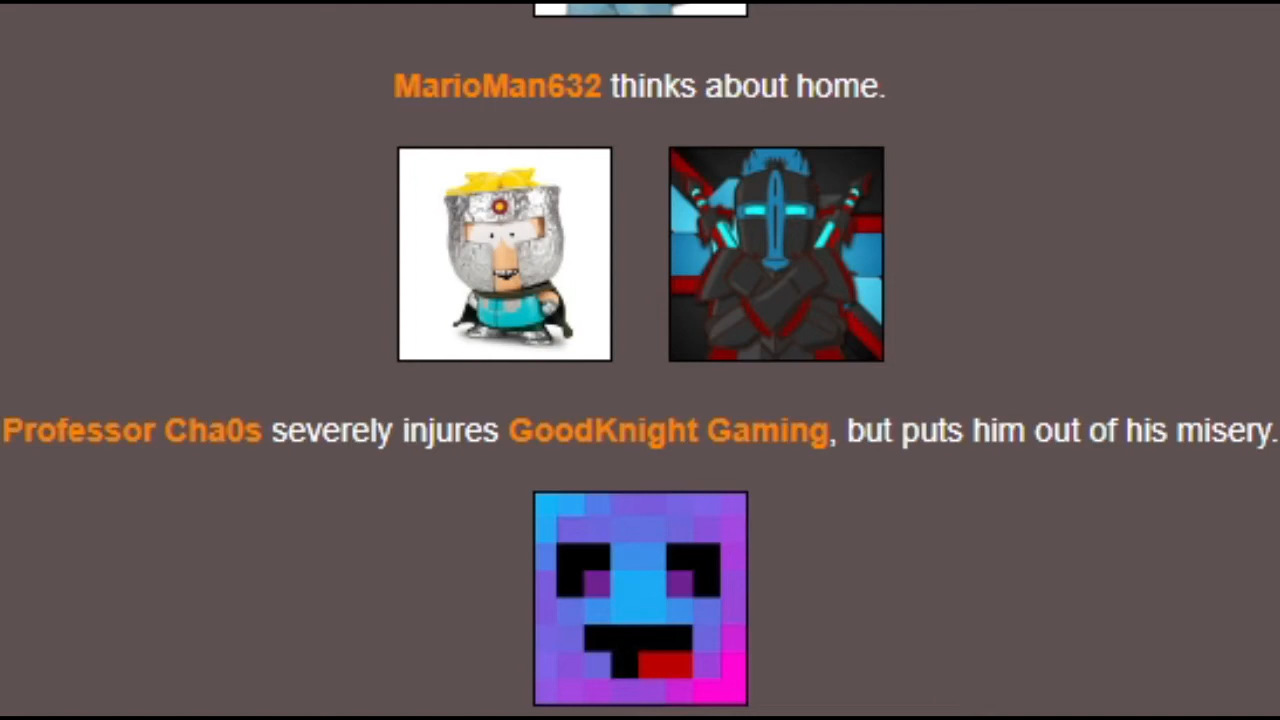 MarioMan632 thinks about home.
Professor Cha0s severely injures GoodKnight Gaming, but puts him out of his misery.